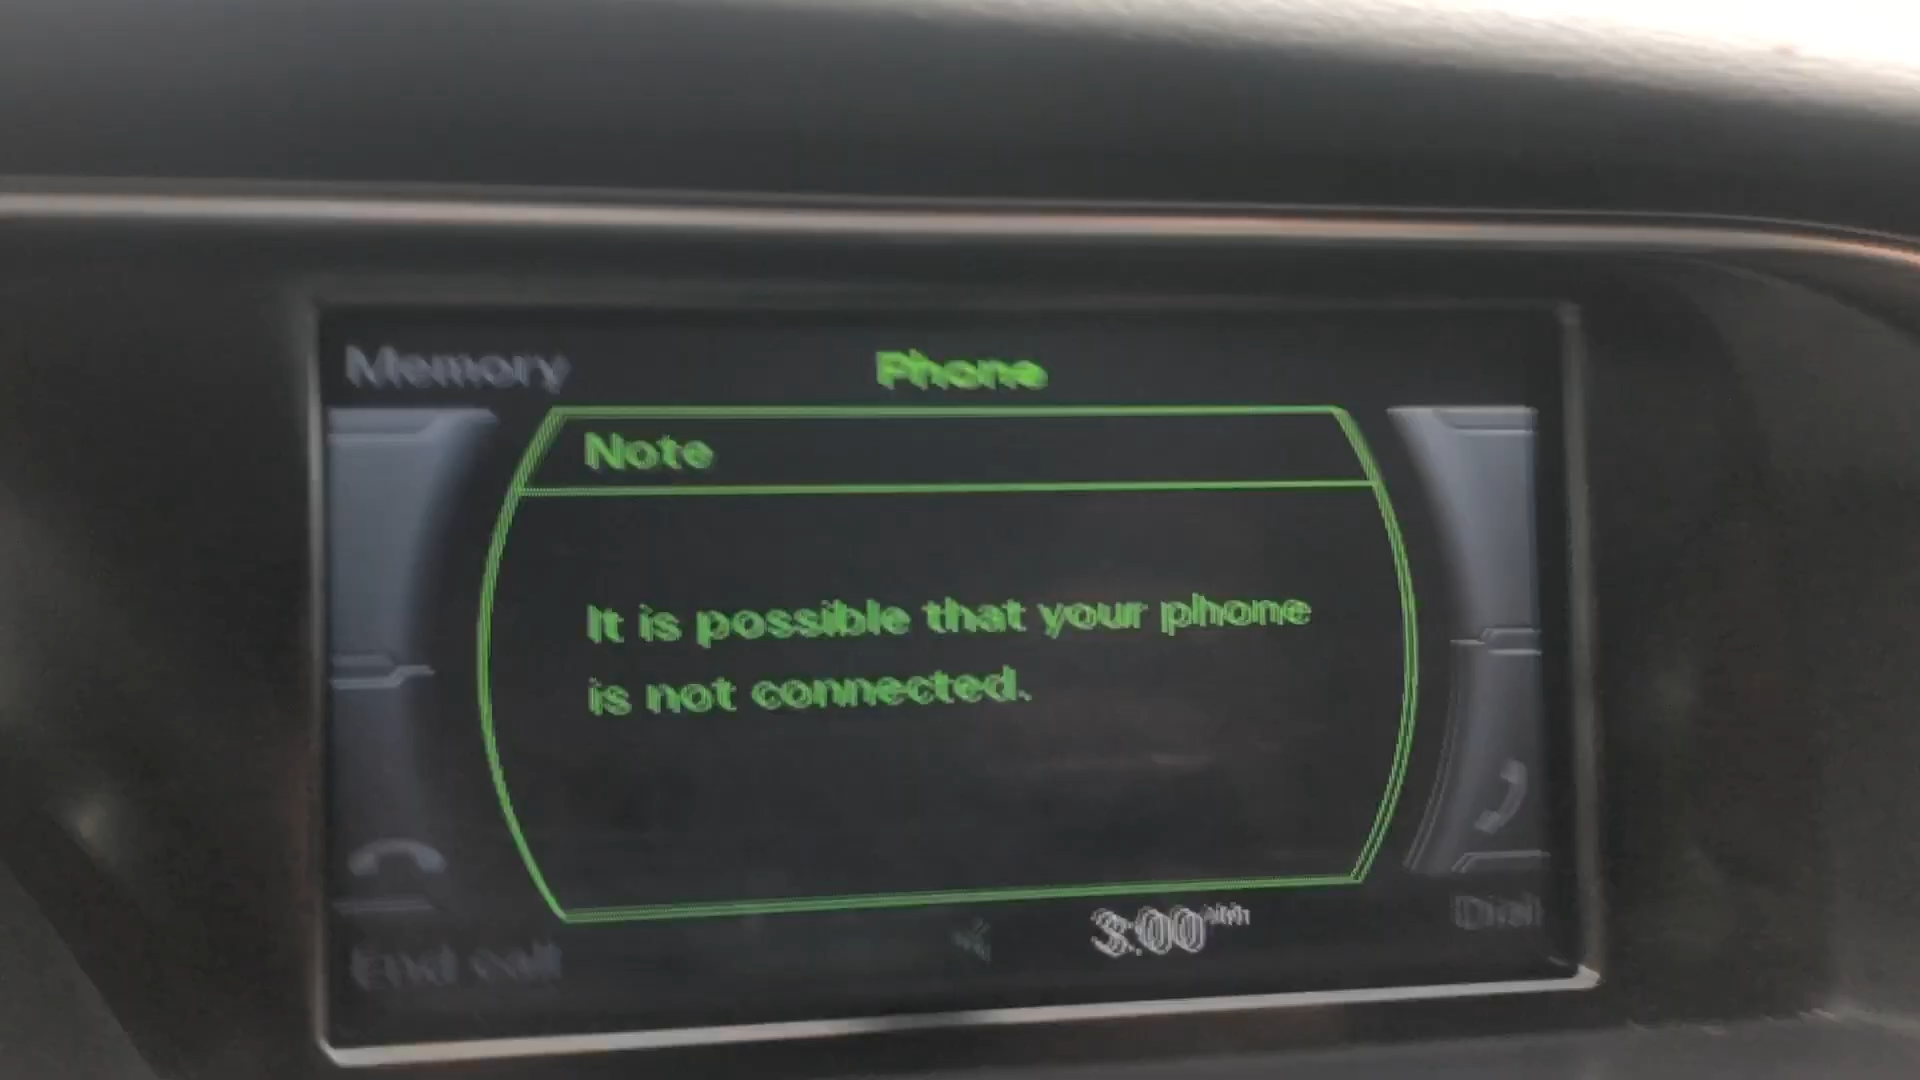 Memory
Phone
Note
It is possible that your phone
is not connected.
3:00
Dial
End call